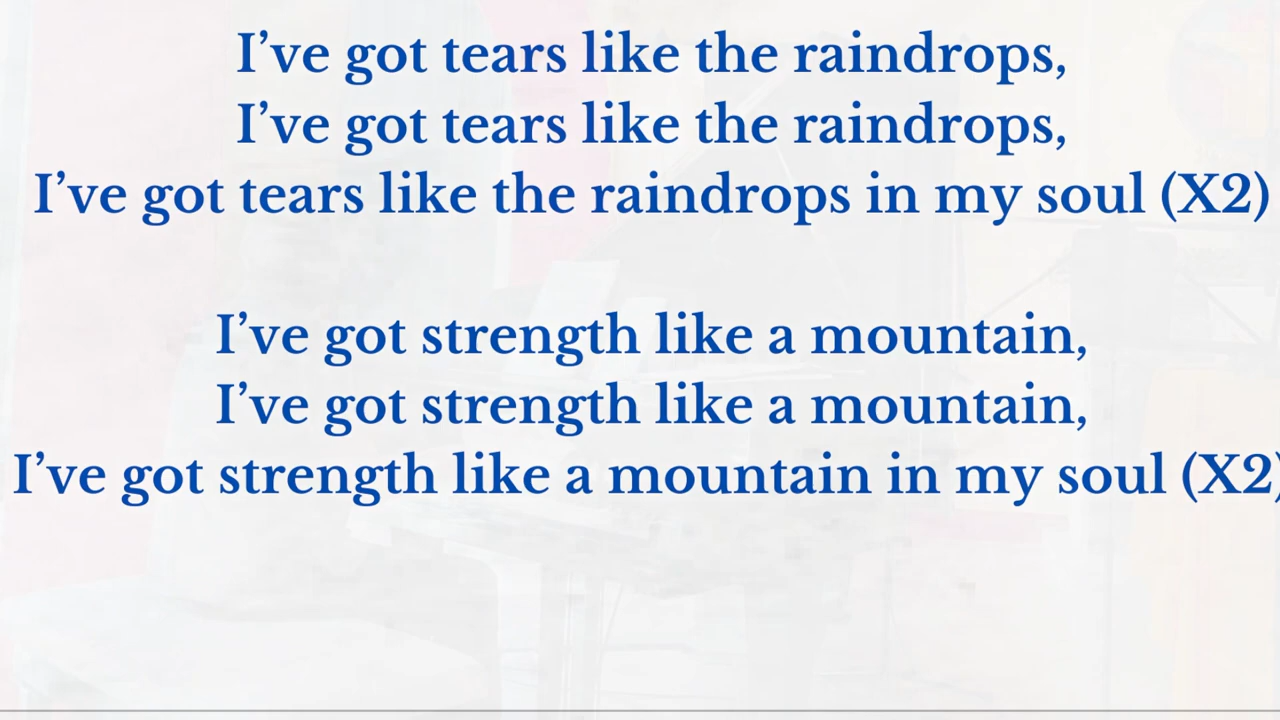 I’ve got tears like the raindrops,
I’ve got tears like the raindrops,
I’ve got tears like the raindrops in my soul (X2)
I’ve got strength like a mountain,
I’ve got strength like a mountain,
I’ve got strength like a mountain in my soul (X2)